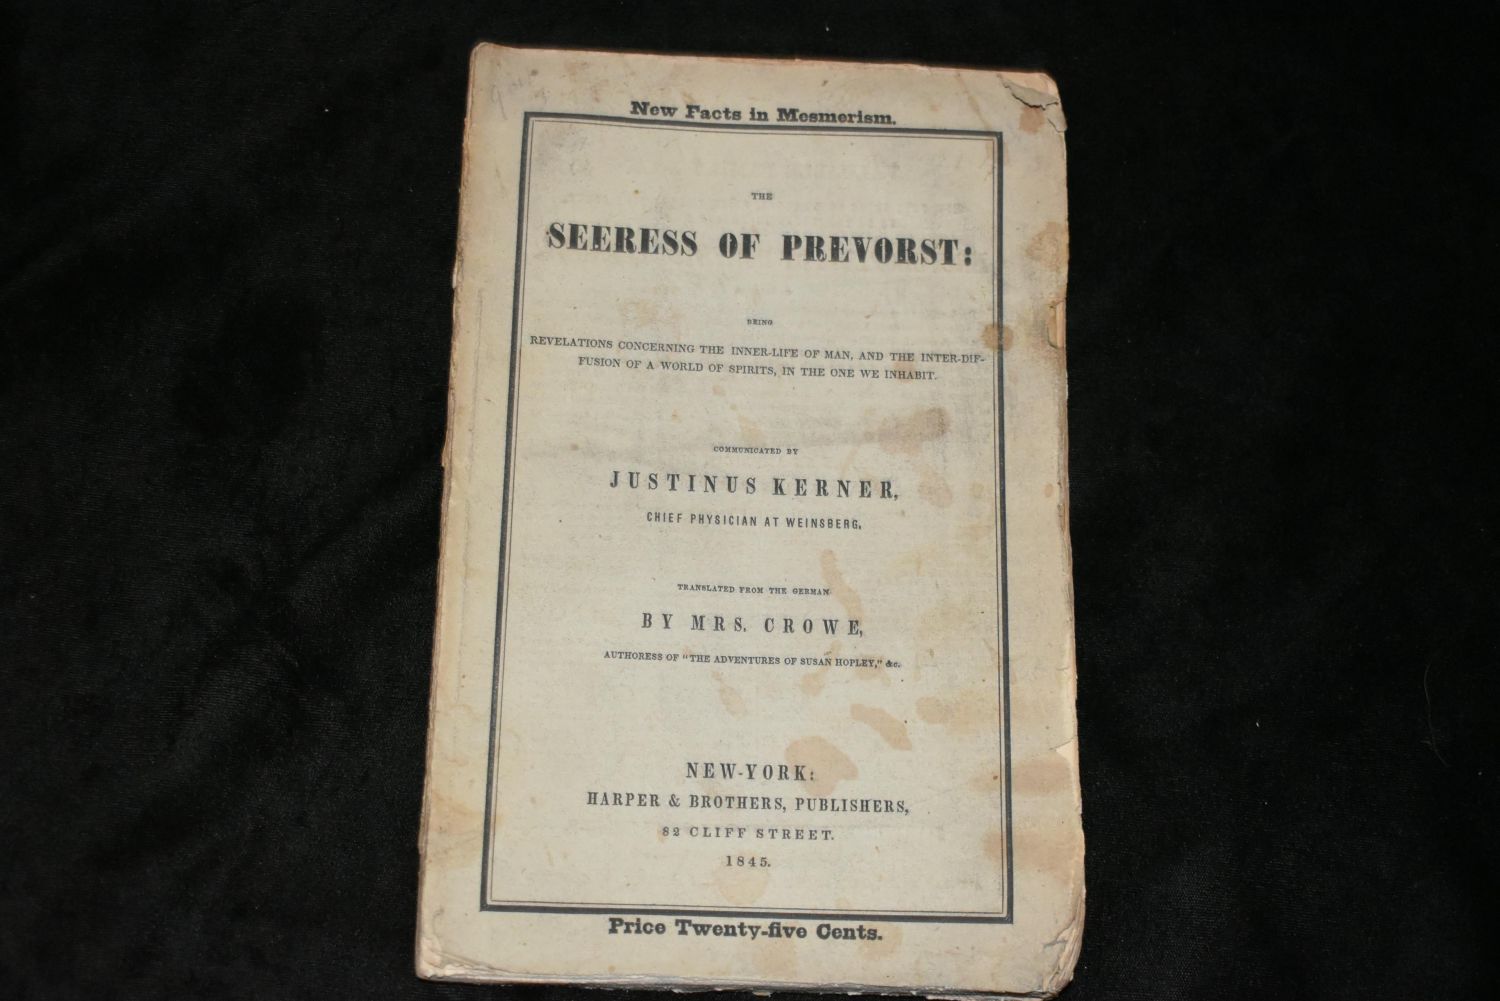 New Facts in Mesmerism.
THE
SEERESS OF PREVORST:
BEING
REVELATIONS CONCERNING THE INNER-LIFE OF MAN, AND THE INTER-DIF-
FUSION OF A WORLD OF SPIRITS, IN THE ONE WE INHABIT.
COMMUNICATED BY
JUSTINUS KERNER,
CHIEF PHYSICIAN AT WEINSBERG.
TRANSLATED FROM THE GERMAN
BY MRS. CROWE,
AUTHORESS OF "THE ADVENTURES OF SUSAN HOPLEY," &c.
NEW-YORK:
HARPER & BROTHERS, PUBLISHERS,
82 CLIFF STREET.
1845.
Price Twenty-five Cents.